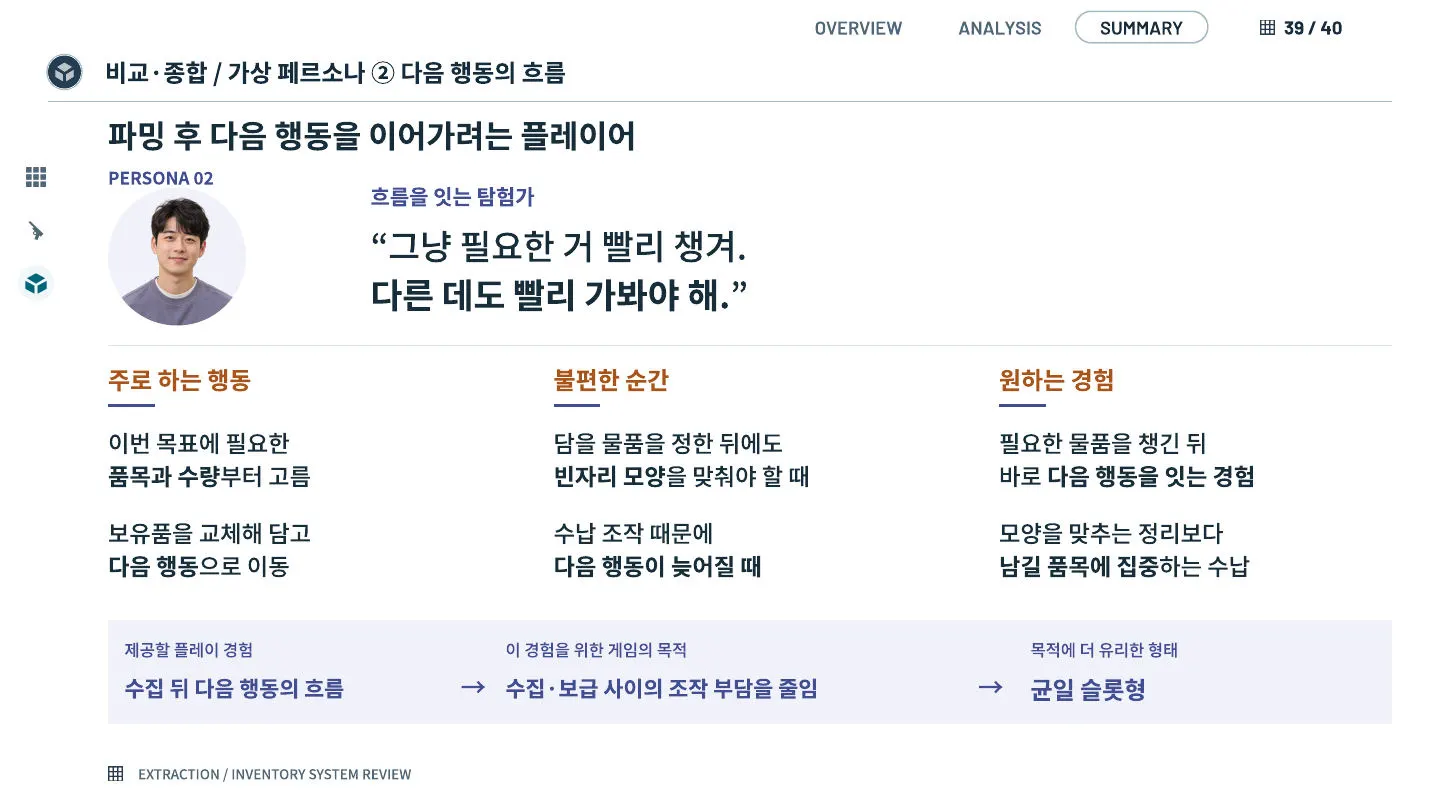 OVERVIEW
ANALYSIS
SUMMARY
39 / 40
비교·종합 / 가상 페르소나 ② 다음 행동의 흐름
파밍 후 다음 행동을 이어가려는 플레이어
PERSONA 02
흐름을 잇는 탐험가
“그냥 필요한 거 빨리 챙겨.
다른 데도 빨리 가봐야 해.”
주로 하는 행동
이번 목표에 필요한
품목과 수량부터 고름
보유품을 교체해 담고
다음 행동으로 이동
불편한 순간
담을 물품을 정한 뒤에도
빈자리 모양을 맞춰야 할 때
수납 조작 때문에
다음 행동이 늦어질 때
원하는 경험
필요한 물품을 챙긴 뒤
바로 다음 행동을 잇는 경험
모양을 맞추는 정리보다
남길 품목에 집중하는 수납
제공할 플레이 경험
수집 뒤 다음 행동의 흐름
→
이 경험을 위한 게임의 목적
수집·보급 사이의 조작 부담을 줄임
→
목적에 더 유리한 형태
균일 슬롯형
EXTRACTION / INVENTORY SYSTEM REVIEW